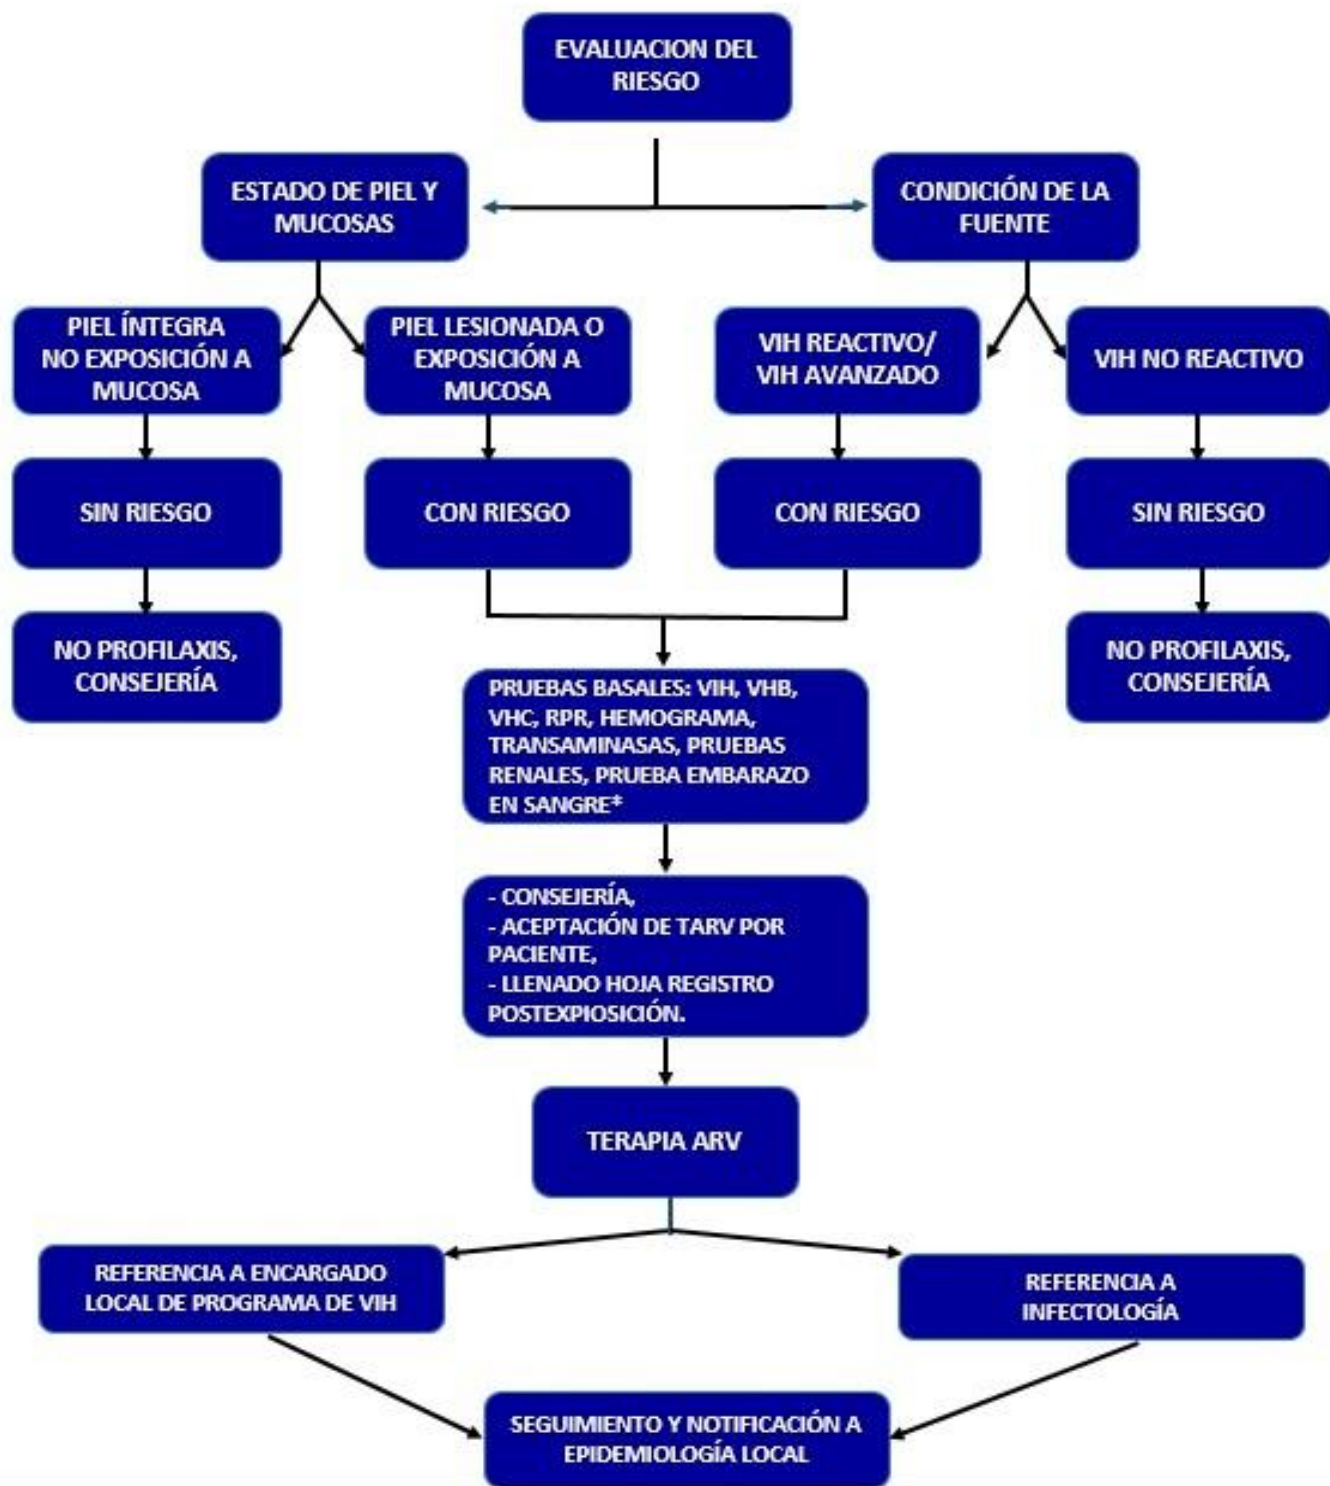 EVALUACION DEL
RIESGO
ESTADO DE PIEL Y
MUCOSAS
CONDICIÓN DE LA
FUENTE
PIEL ÍNTEGRA
NO EXPOSICIÓN A
MUCOSA
PIEL LESIONADA O
EXPOSICIÓN A
MUCOSA
VIH REACTIVO/
VIH AVANZADO
VIH NO REACTIVO
SIN RIESGO
CON RIESGO
CON RIESGO
SIN RIESGO
NO PROFILAXIS,
CONSEJERÍA
NO PROFILAXIS,
CONSEJERÍA
PRUEBAS BASALES: VIH, VHB,
VHC, RPR, HEMOGRAMA,
TRANSAMINASAS, PRUEBAS
RENALES, PRUEBA EMBARAZO
EN SANGRE*
- CONSEJERÍA,
- ACEPTACIÓN DE TARV POR
PACIENTE,
- LLENADO HOJA REGISTRO
POSTEXPIOSICIÓN.
TERAPIA ARV
REFERENCIA A ENCARGADO
LOCAL DE PROGRAMA DE VIH
REFERENCIA A
INFECTOLOGÍA
SEGUIMIENTO Y NOTIFICACIÓN A
EPIDEMIOLOGÍA LOCAL